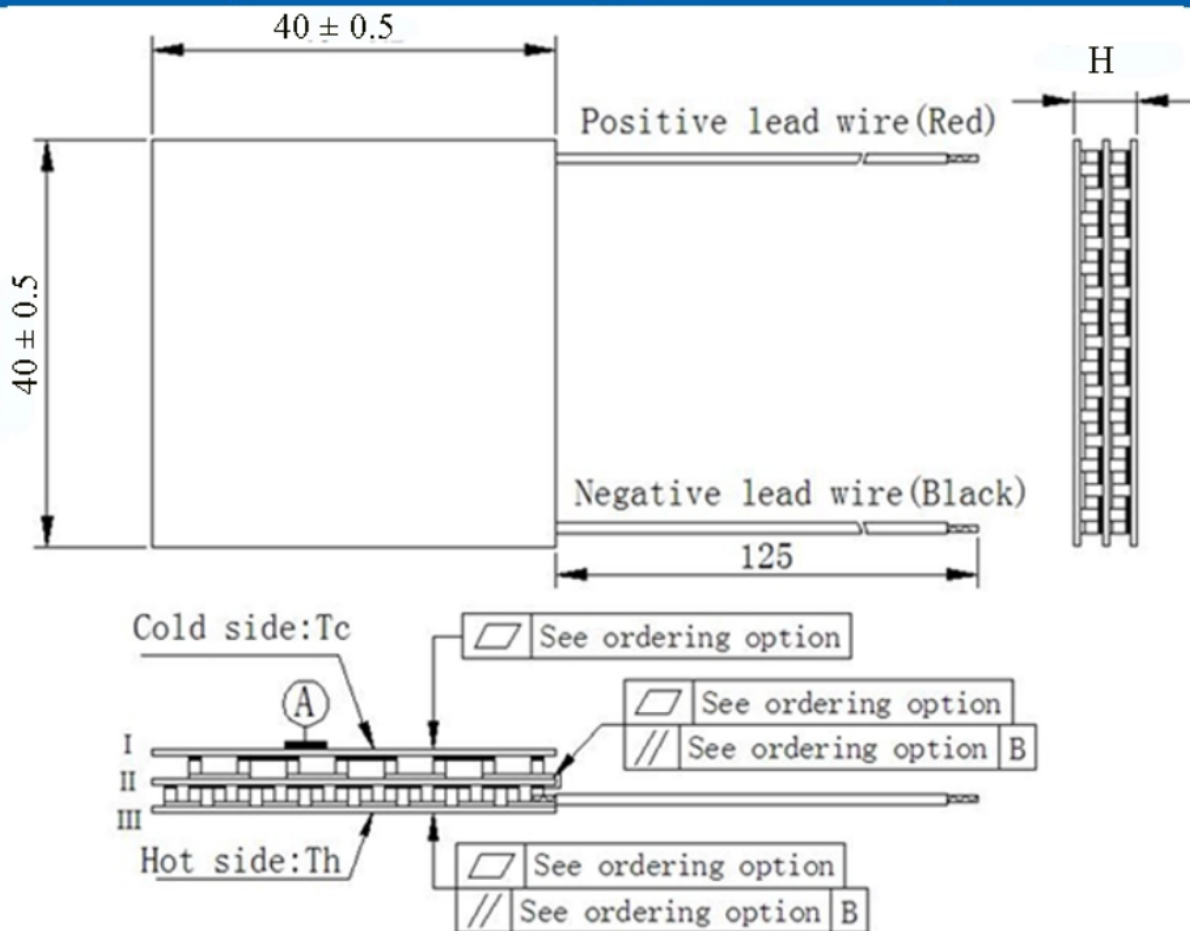 40 ± 0.5
H
Positive lead wire(Red)
40 ± 0.5
Negative lead wire(Black)
125
Cold side:Tc
See ordering option
A
See ordering option
// See ordering option B
I
II
III
Hot side:Th
See ordering option
// See ordering option B